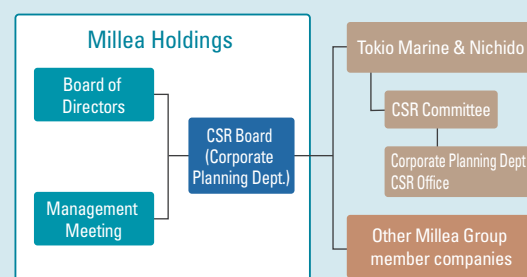 Millea Holdings
Board of
Directors
Management
Meeting
CSR Board
(Corporate
Planning Dept.)
Tokio Marine & Nichido
CSR Committee
Corporate Planning Dept
CSR Office
Other Millea Group
member companies